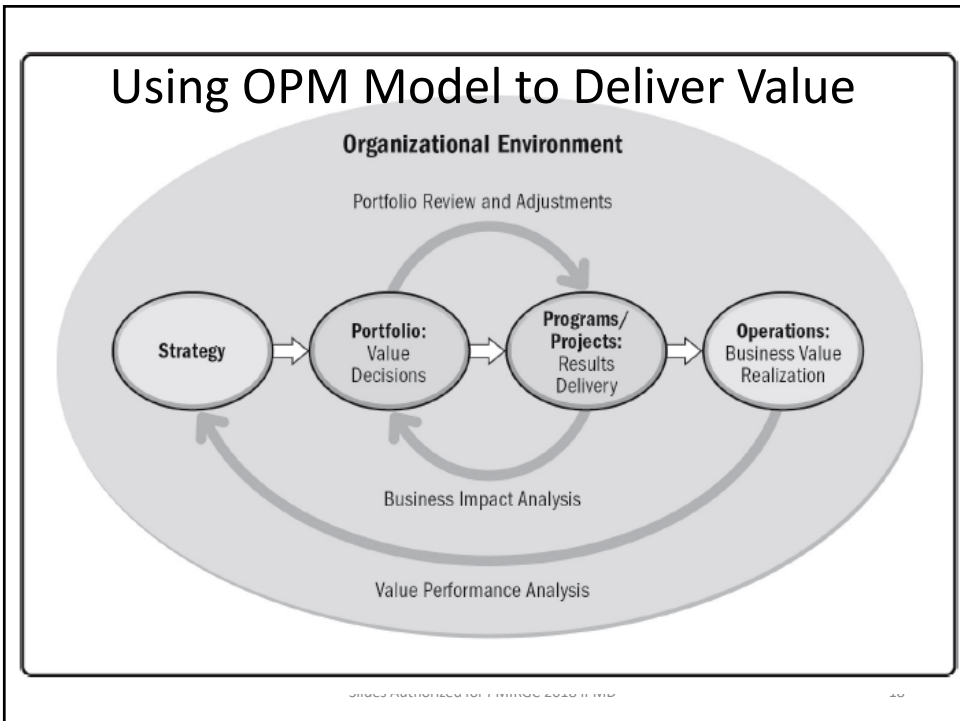 Using OPM Model to Deliver Value
Organizational Environment
Portfolio Review and Adjustments
Strategy
Portfolio:
Value
Decisions
Programs/
Projects:
Results
Delivery
Operations:
Business Value
Realization
Business Impact Analysis
Value Performance Analysis